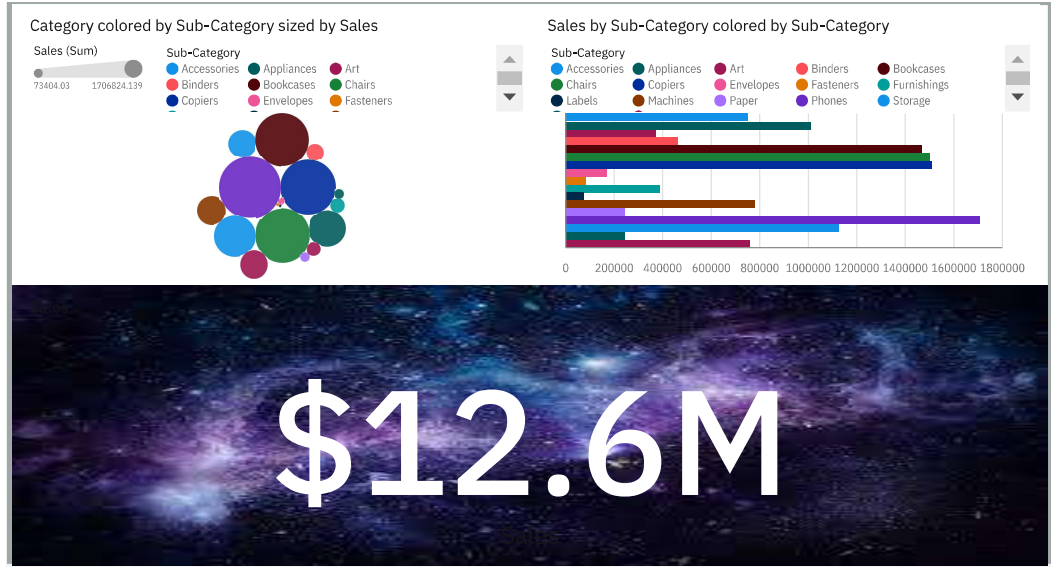 Category colored by Sub-Category sized by Sales
Sales (Sum)
73404.03 1706824.139
Sub-Category
Accessories Appliances Art
Binders Bookcases Chairs
Copiers Envelopes Fasteners
Sales by Sub-Category colored by Sub-Category
Sub-Category
Accessories Appliances Art Binders Bookcases
Chairs Copiers Envelopes Fasteners Furnishings
Labels Machines Paper Phones Storage
0 200000 400000 600000 800000 1000000 1200000 1400000 1600000 1800000
$12.6M